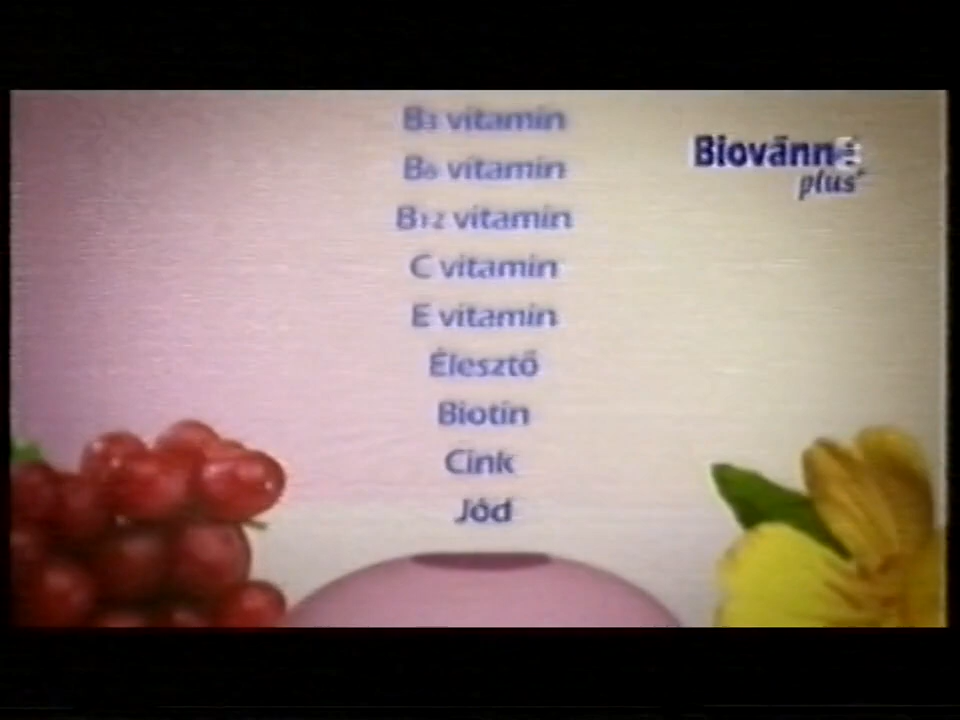 B3 vitamin
B6 vitamin
B12 vitamin
C vitamin
E vitamin
Élesztő
Biotin
Cink
Jód
Biovánne
plus+